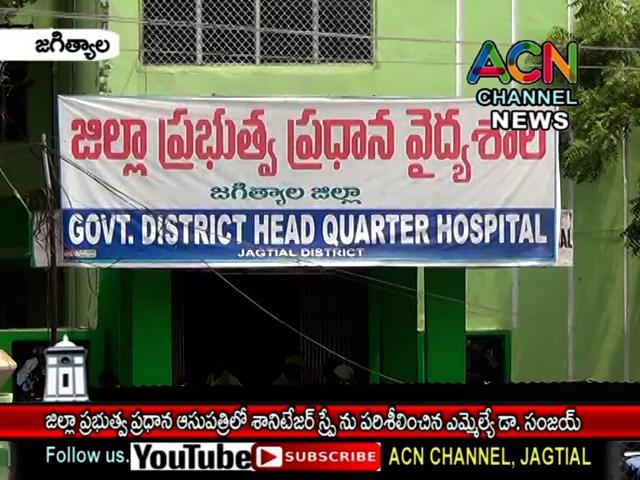 జగిత్యాల
ACN
CHANNEL
NEWS
జిల్లా ప్రభుత్వ ప్రధాన వైద్యశాల
జగిత్యాల జిల్లా
GOVT. DISTRICT HEAD QUARTER HOSPITAL
JAGTIAL DISTRICT
జిల్లా ప్రభుత్వ ప్రధాన ఆసుపత్రిలో శానిటేజర్ స్ప్రే ను పరిశీలించిన ఎమ్మెల్యే డా. సంజయ్
Follow us. YouTube SUBSCRIBE ACN CHANNEL, JAGTIAL